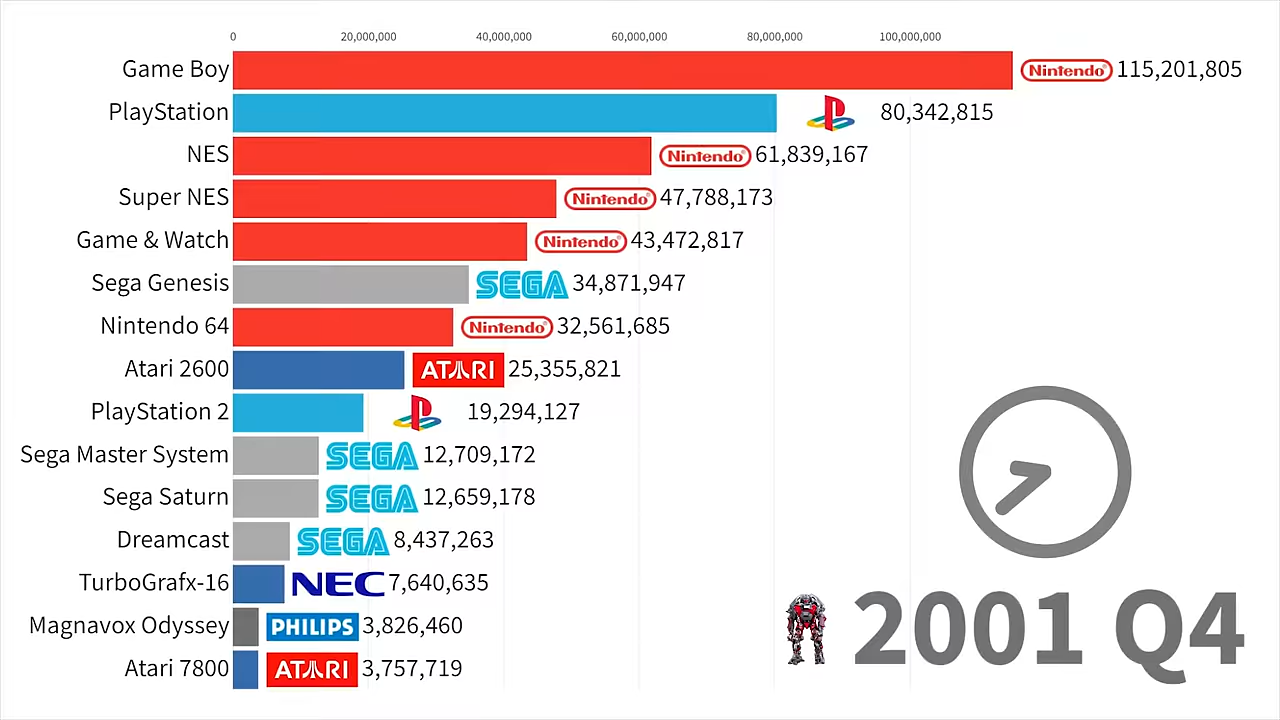 0 20,000,000 40,000,000 60,000,000 80,000,000 100,000,000
Game Boy Nintendo 115,201,805
PlayStation 80,342,815
NES Nintendo 61,839,167
Super NES Nintendo 47,788,173
Game & Watch Nintendo 43,472,817
Sega Genesis SEGA 34,871,947
Nintendo 64 Nintendo 32,561,685
Atari 2600 ATARI 25,355,821
PlayStation 2 19,294,127
Sega Master System SEGA 12,709,172
Sega Saturn SEGA 12,659,178
Dreamcast SEGA 8,437,263
TurboGrafx-16 NEC 7,640,635
Magnavox Odyssey PHILIPS 3,826,460
Atari 7800 ATARI 3,757,719
2001 Q4